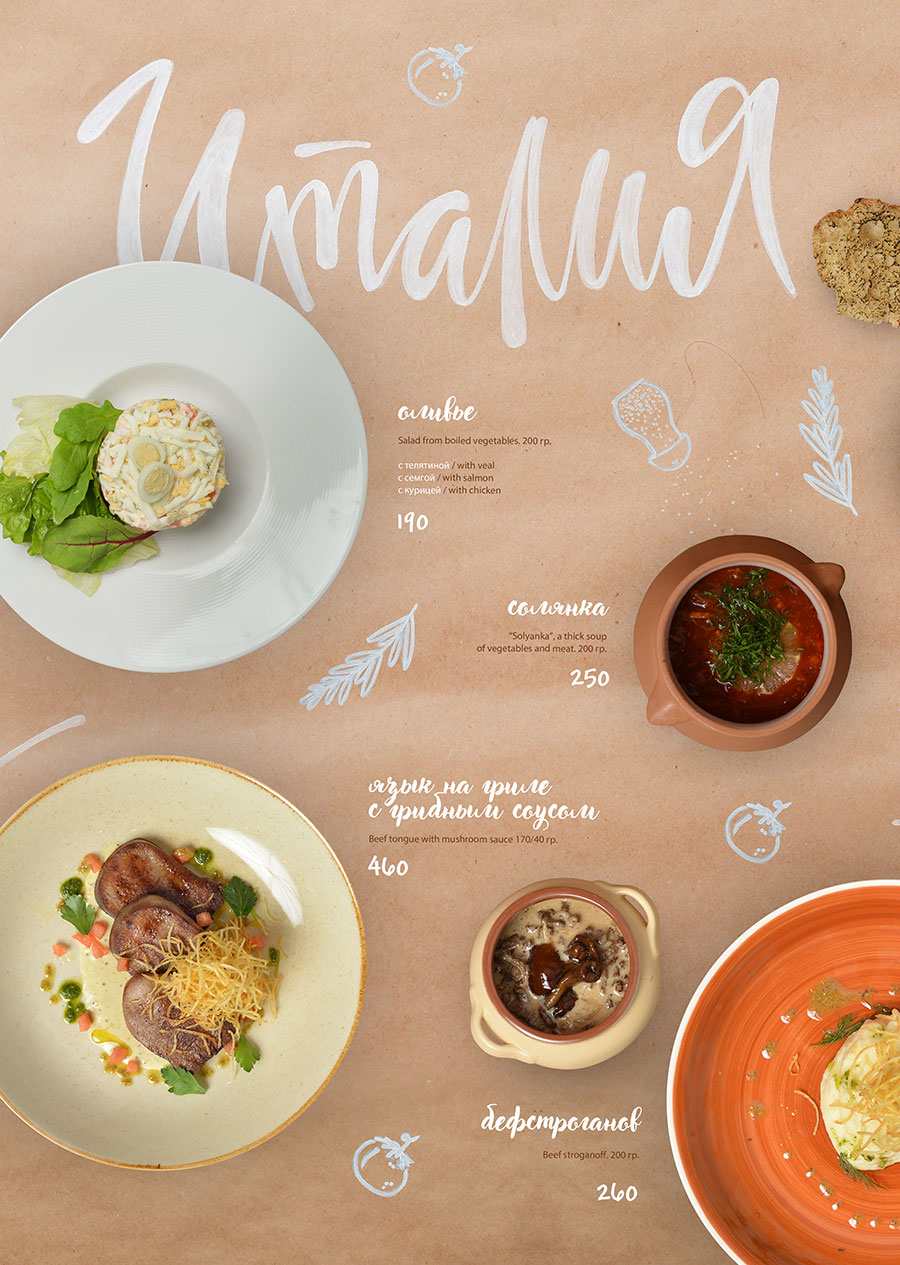 Италия
оливье
Salad from boiled vegetables. 200 гр.
с телятиной / with veal
с семгой / with salmon
с курицей / with chicken
190
солянка
“Solyanka”, a thick soup
of vegetables and meat. 200 гр.
250
язык на гриле
с грибным соусом
Beef tongue with mushroom sauce 170/40 гр.
460
бефстроганов
Beef stroganoff. 200 гр.
260